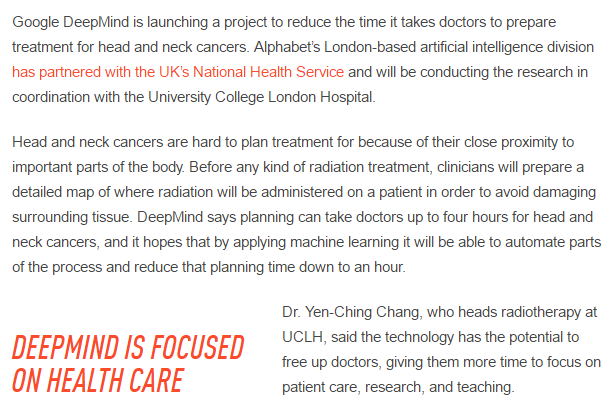 Google DeepMind is launching a project to reduce the time it takes doctors to prepare
treatment for head and neck cancers. Alphabet’s London-based artificial intelligence division
has partnered with the UK’s National Health Service and will be conducting the research in
coordination with the University College London Hospital.
Head and neck cancers are hard to plan treatment for because of their close proximity to
important parts of the body. Before any kind of radiation treatment, clinicians will prepare a
detailed map of where radiation will be administered on a patient in order to avoid damaging
surrounding tissue. DeepMind says planning can take doctors up to four hours for head and
neck cancers, and it hopes that by applying machine learning it will be able to automate parts
of the process and reduce that planning time down to an hour.
DEEPMIND IS FOCUSED
ON HEALTH CARE
Dr. Yen-Ching Chang, who heads radiotherapy at
UCLH, said the technology has the potential to
free up doctors, giving them more time to focus on
patient care, research, and teaching.